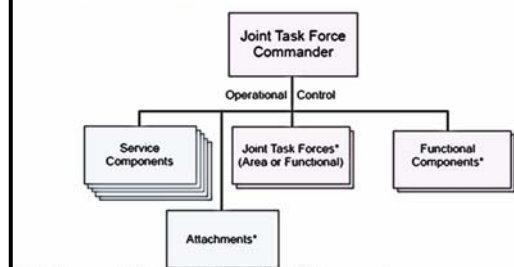 Joint Task Force
Commander
Operational Control
Service
Components
Joint Task Forces*
(Area or Functional)
Functional
Components*
Attachments*